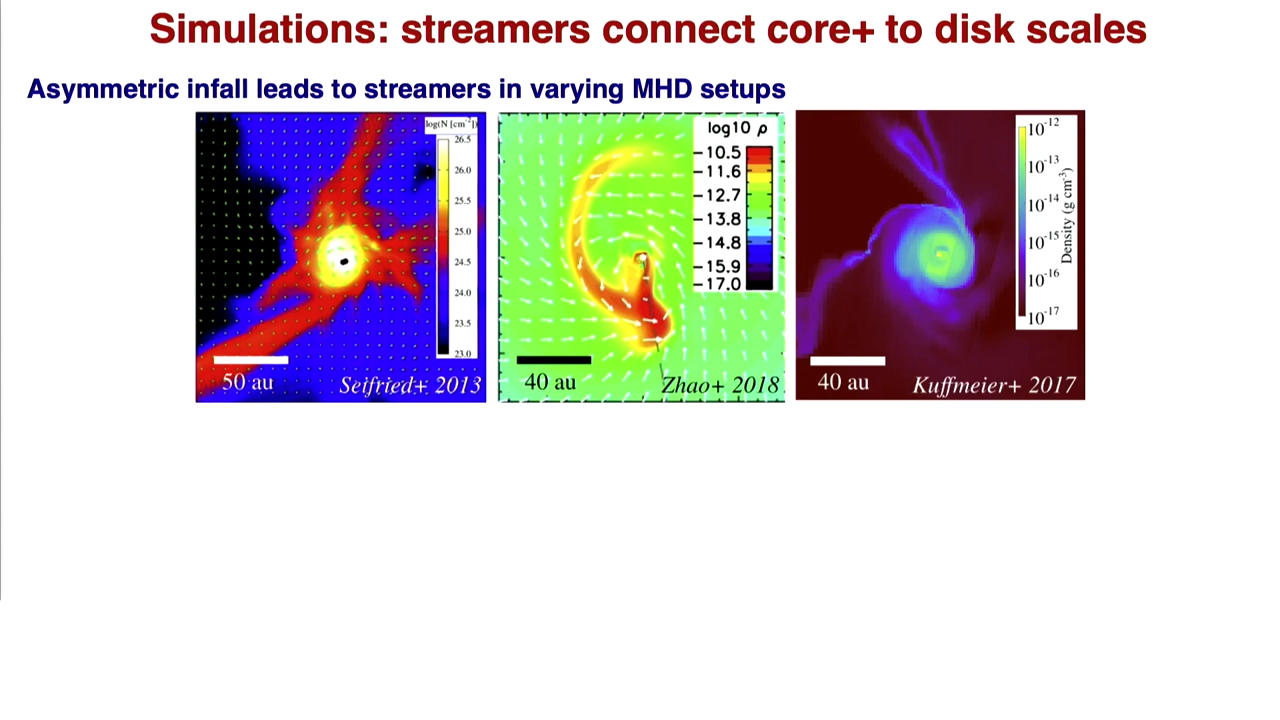 Simulations: streamers connect core+ to disk scales
Asymmetric infall leads to streamers in varying MHD setups
log(N [cm⁻²])
26.5
26.0
25.5
25.0
24.5
24.0
23.5
23.0
50 au
Seifried+ 2013
log10 ρ
−10.5
−11.6
−12.7
−13.8
−14.8
−15.9
−17.0
40 au
Zhao+ 2018
10⁻¹²
10⁻¹³
10⁻¹⁴
10⁻¹⁵
10⁻¹⁶
10⁻¹⁷
Density (g cm⁻³)
40 au
Kuffmeier+ 2017